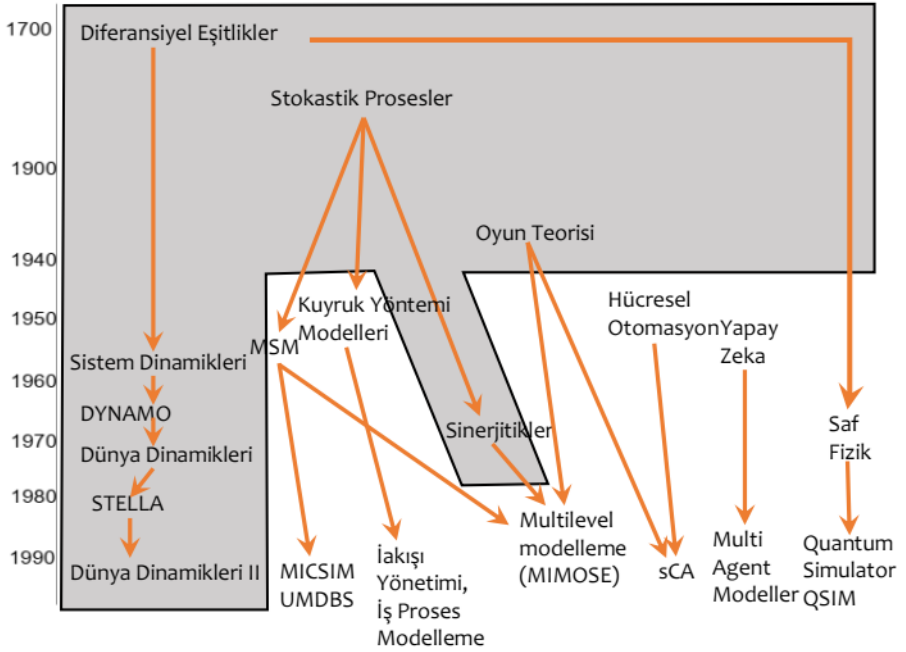 1700
Diferansiyel Eşitlikler
Stokastik Prosesler
1900
Oyun Teorisi
1940
Hücresel
Otomasyon
1950
Kuyruk Yöntemi
Modelleri
Yapay
Zeka
MSM
Sistem Dinamikleri
1960
DYNAMO
Saf
Fizik
Sinerjitikler
1970
Dünya Dinamikleri
1980
STELLA
Multilevel
modelleme
(MIMOSE)
Multi
Agent
Modeller
Quantum
Simulator
QSIM
1990
Dünya Dinamikleri II
MICSIM
UMDBS
İakışı
Yönetimi,
İş Proses
Modelleme
sCA